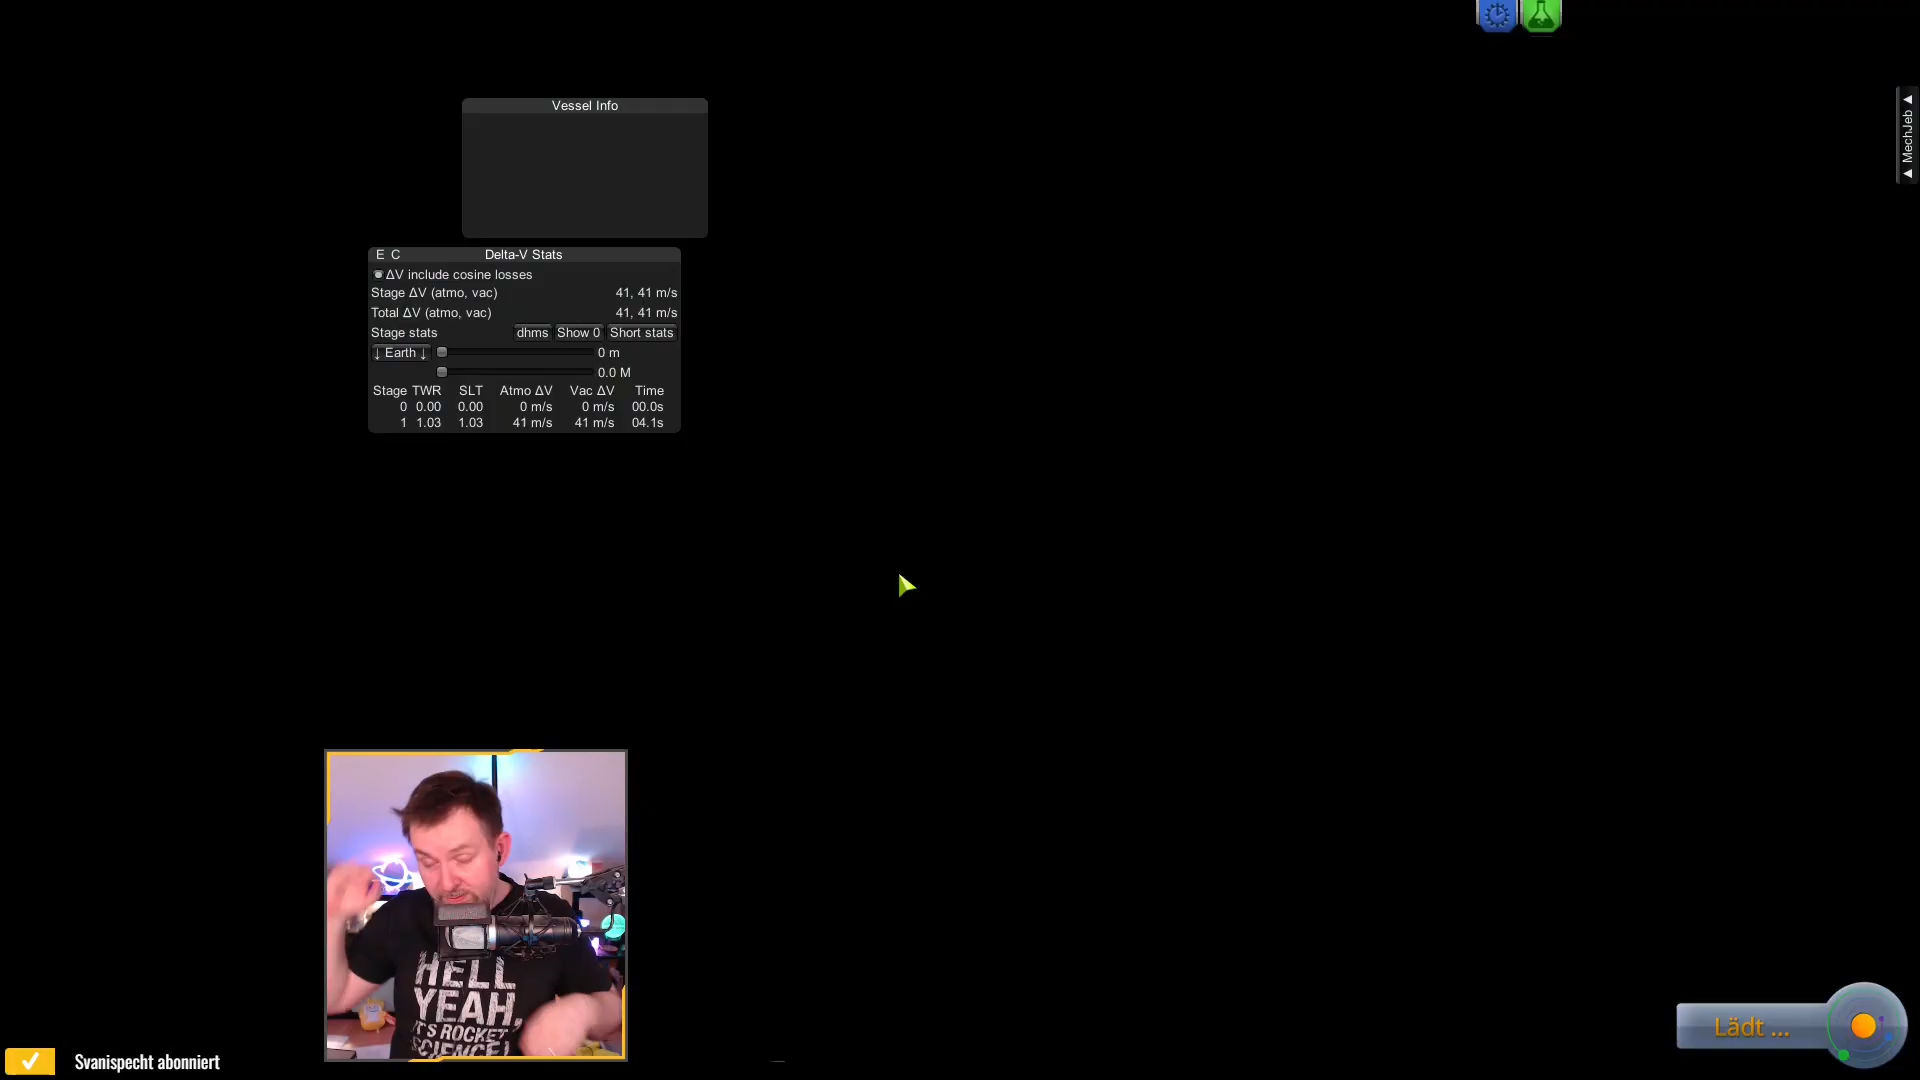 Vessel Info
◀ MechJeb ◀
E C Delta-V Stats
ΔV include cosine losses
Stage ΔV (atmo, vac) 41, 41 m/s
Total ΔV (atmo, vac) 41, 41 m/s
Stage stats dhms Show 0 Short stats
↓ Earth ↓ 0 m
0.0 M
Stage TWR SLT Atmo ΔV Vac ΔV Time
0 0.00 0.00 0 m/s 0 m/s 00.0s
1 1.03 1.03 41 m/s 41 m/s 04.1s
HELL
YEAH,
IT'S ROCKET
SCIENCE!
Lädt ...
Svanispecht abonniert